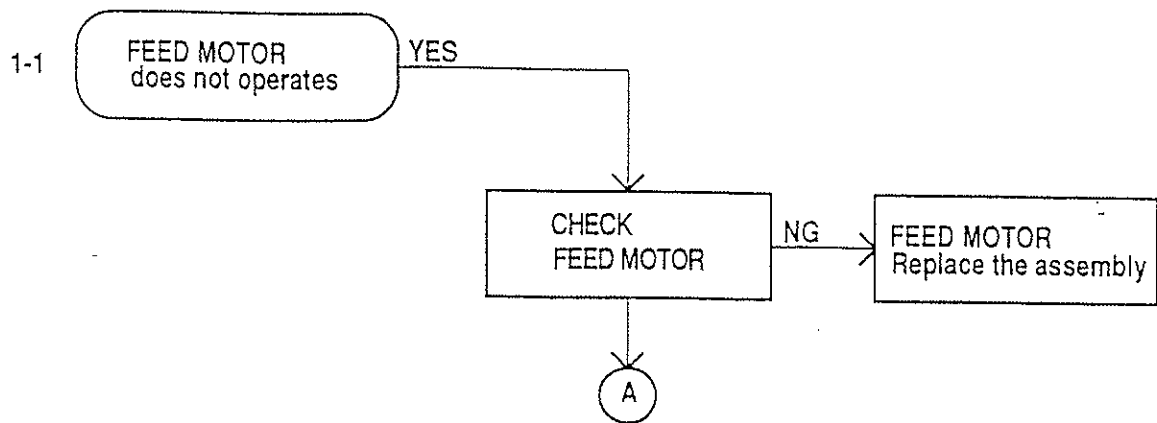 1-1
FEED MOTOR
does not operates
YES
CHECK
FEED MOTOR
NG
FEED MOTOR
Replace the assembly
A